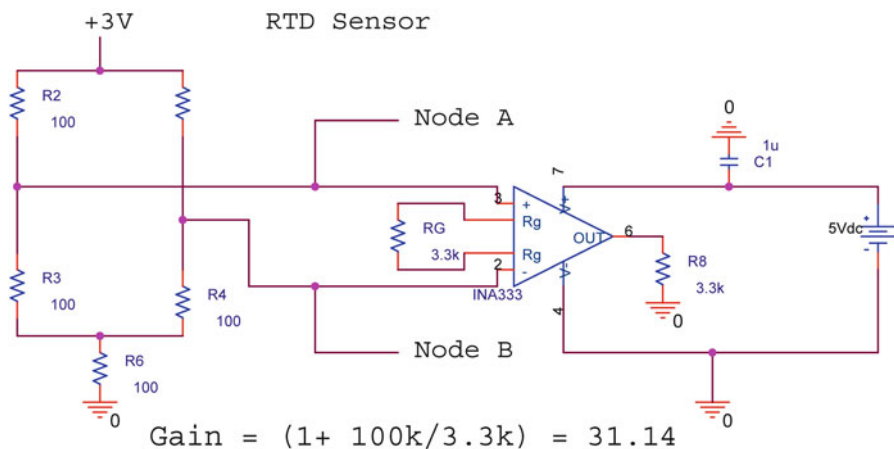 +3V
RTD Sensor
R2
100
Node A
0
1u
C1
7
3
+
V+
Rg
RG
3.3k
Rg
OUT
6
5Vdc
+
-
2
-
V-
INA333
4
R8
3.3k
0
R3
100
R4
100
Node B
R6
100
0
0
Gain = (1+ 100k/3.3k) = 31.14